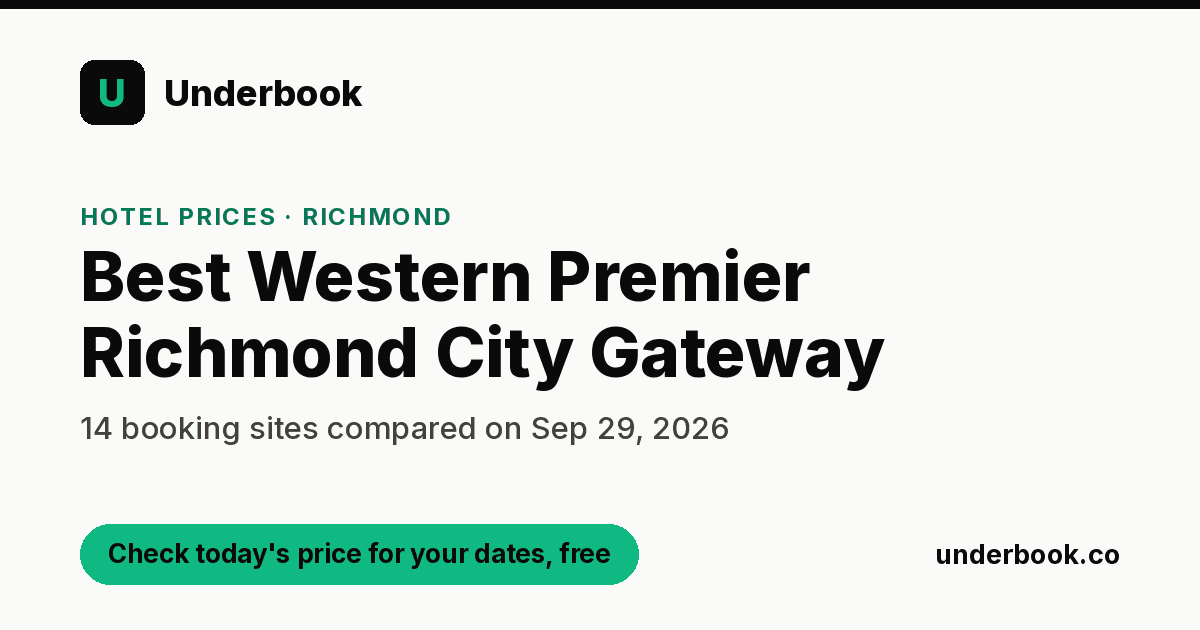 U Underbook
HOTEL PRICES · RICHMOND
Best Western Premier
Richmond City Gateway
14 booking sites compared on Sep 29, 2026
Check today's price for your dates, free
underbook.co